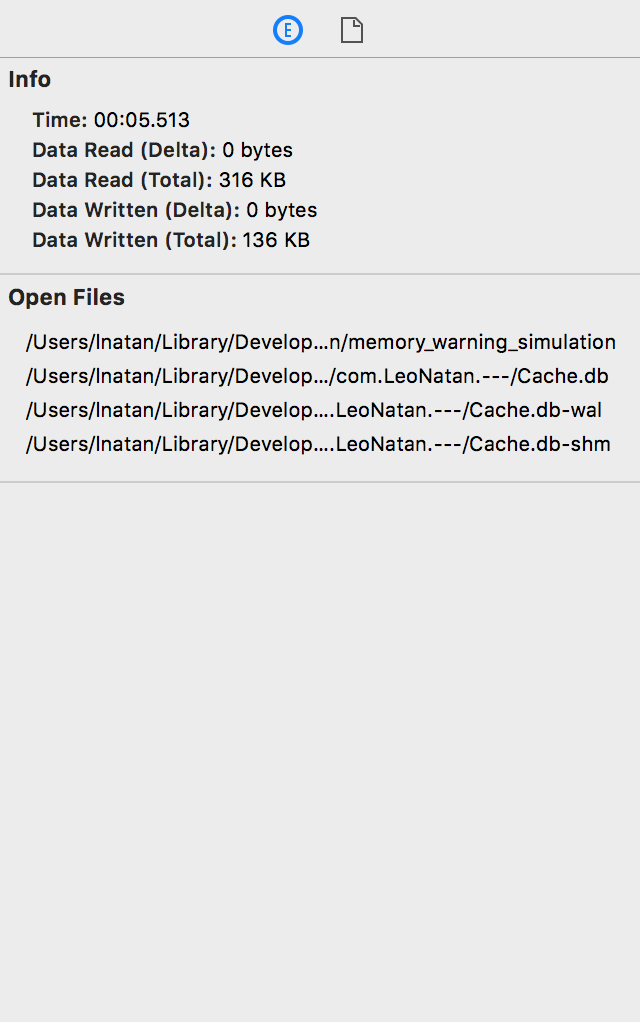 E
Info
Time: 00:05.513
Data Read (Delta): 0 bytes
Data Read (Total): 316 KB
Data Written (Delta): 0 bytes
Data Written (Total): 136 KB
Open Files
/Users/lnatan/Library/Develop...n/memory_warning_simulation
/Users/lnatan/Library/Develop.../com.LeoNatan.---/Cache.db
/Users/lnatan/Library/Develop....LeoNatan.---/Cache.db-wal
/Users/lnatan/Library/Develop....LeoNatan.---/Cache.db-shm